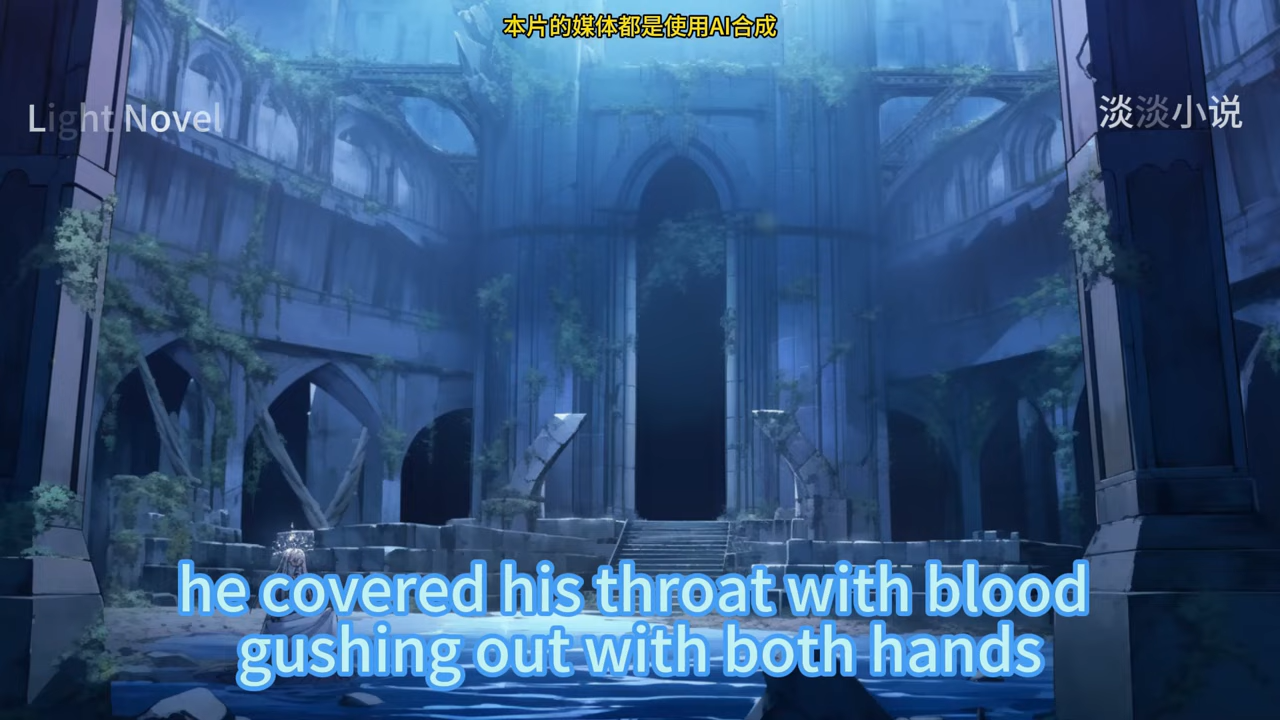 本片的媒体都是使用AI合成
Light Novel
淡淡小说
he covered his throat with blood
gushing out with both hands